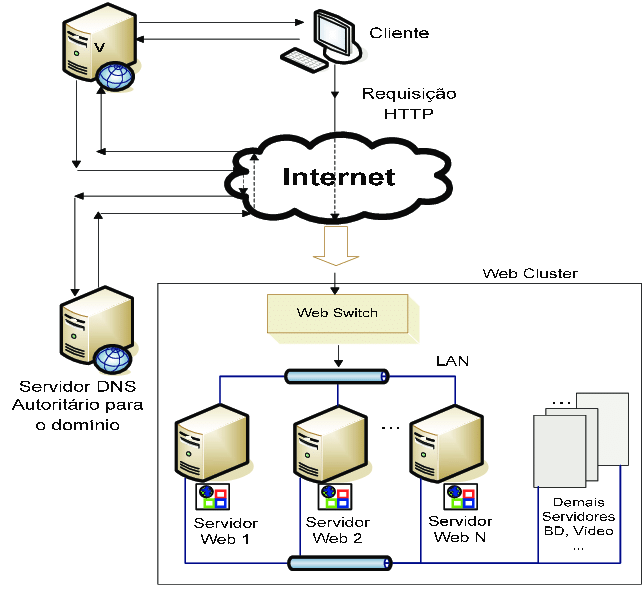 V
Cliente
Requisição
HTTP
Internet
Web Cluster
Web Switch
LAN
Servidor DNS
Autoritário para
o domínio
...
...
Servidor
Web 1
Servidor
Web 2
Servidor
Web N
Demais
Servidores
BD, Vídeo
...